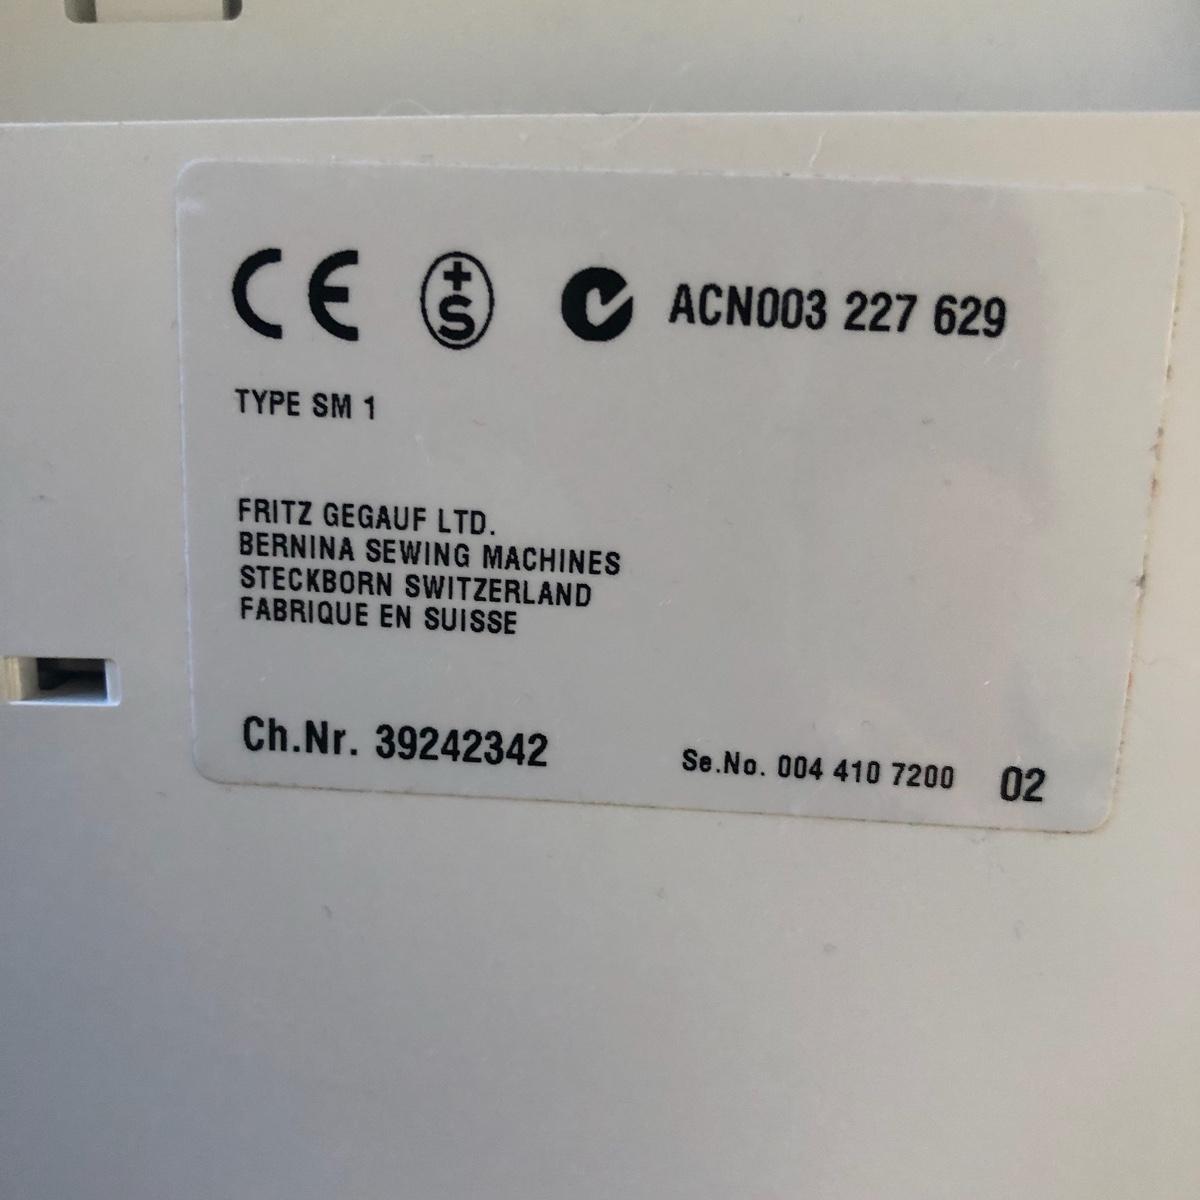 CE +S ACN003 227 629
TYPE SM 1
FRITZ GEGAUF LTD.
BERNINA SEWING MACHINES
STECKBORN SWITZERLAND
FABRIQUE EN SUISSE
Ch.Nr. 39242342 Se.No. 004 410 7200 02